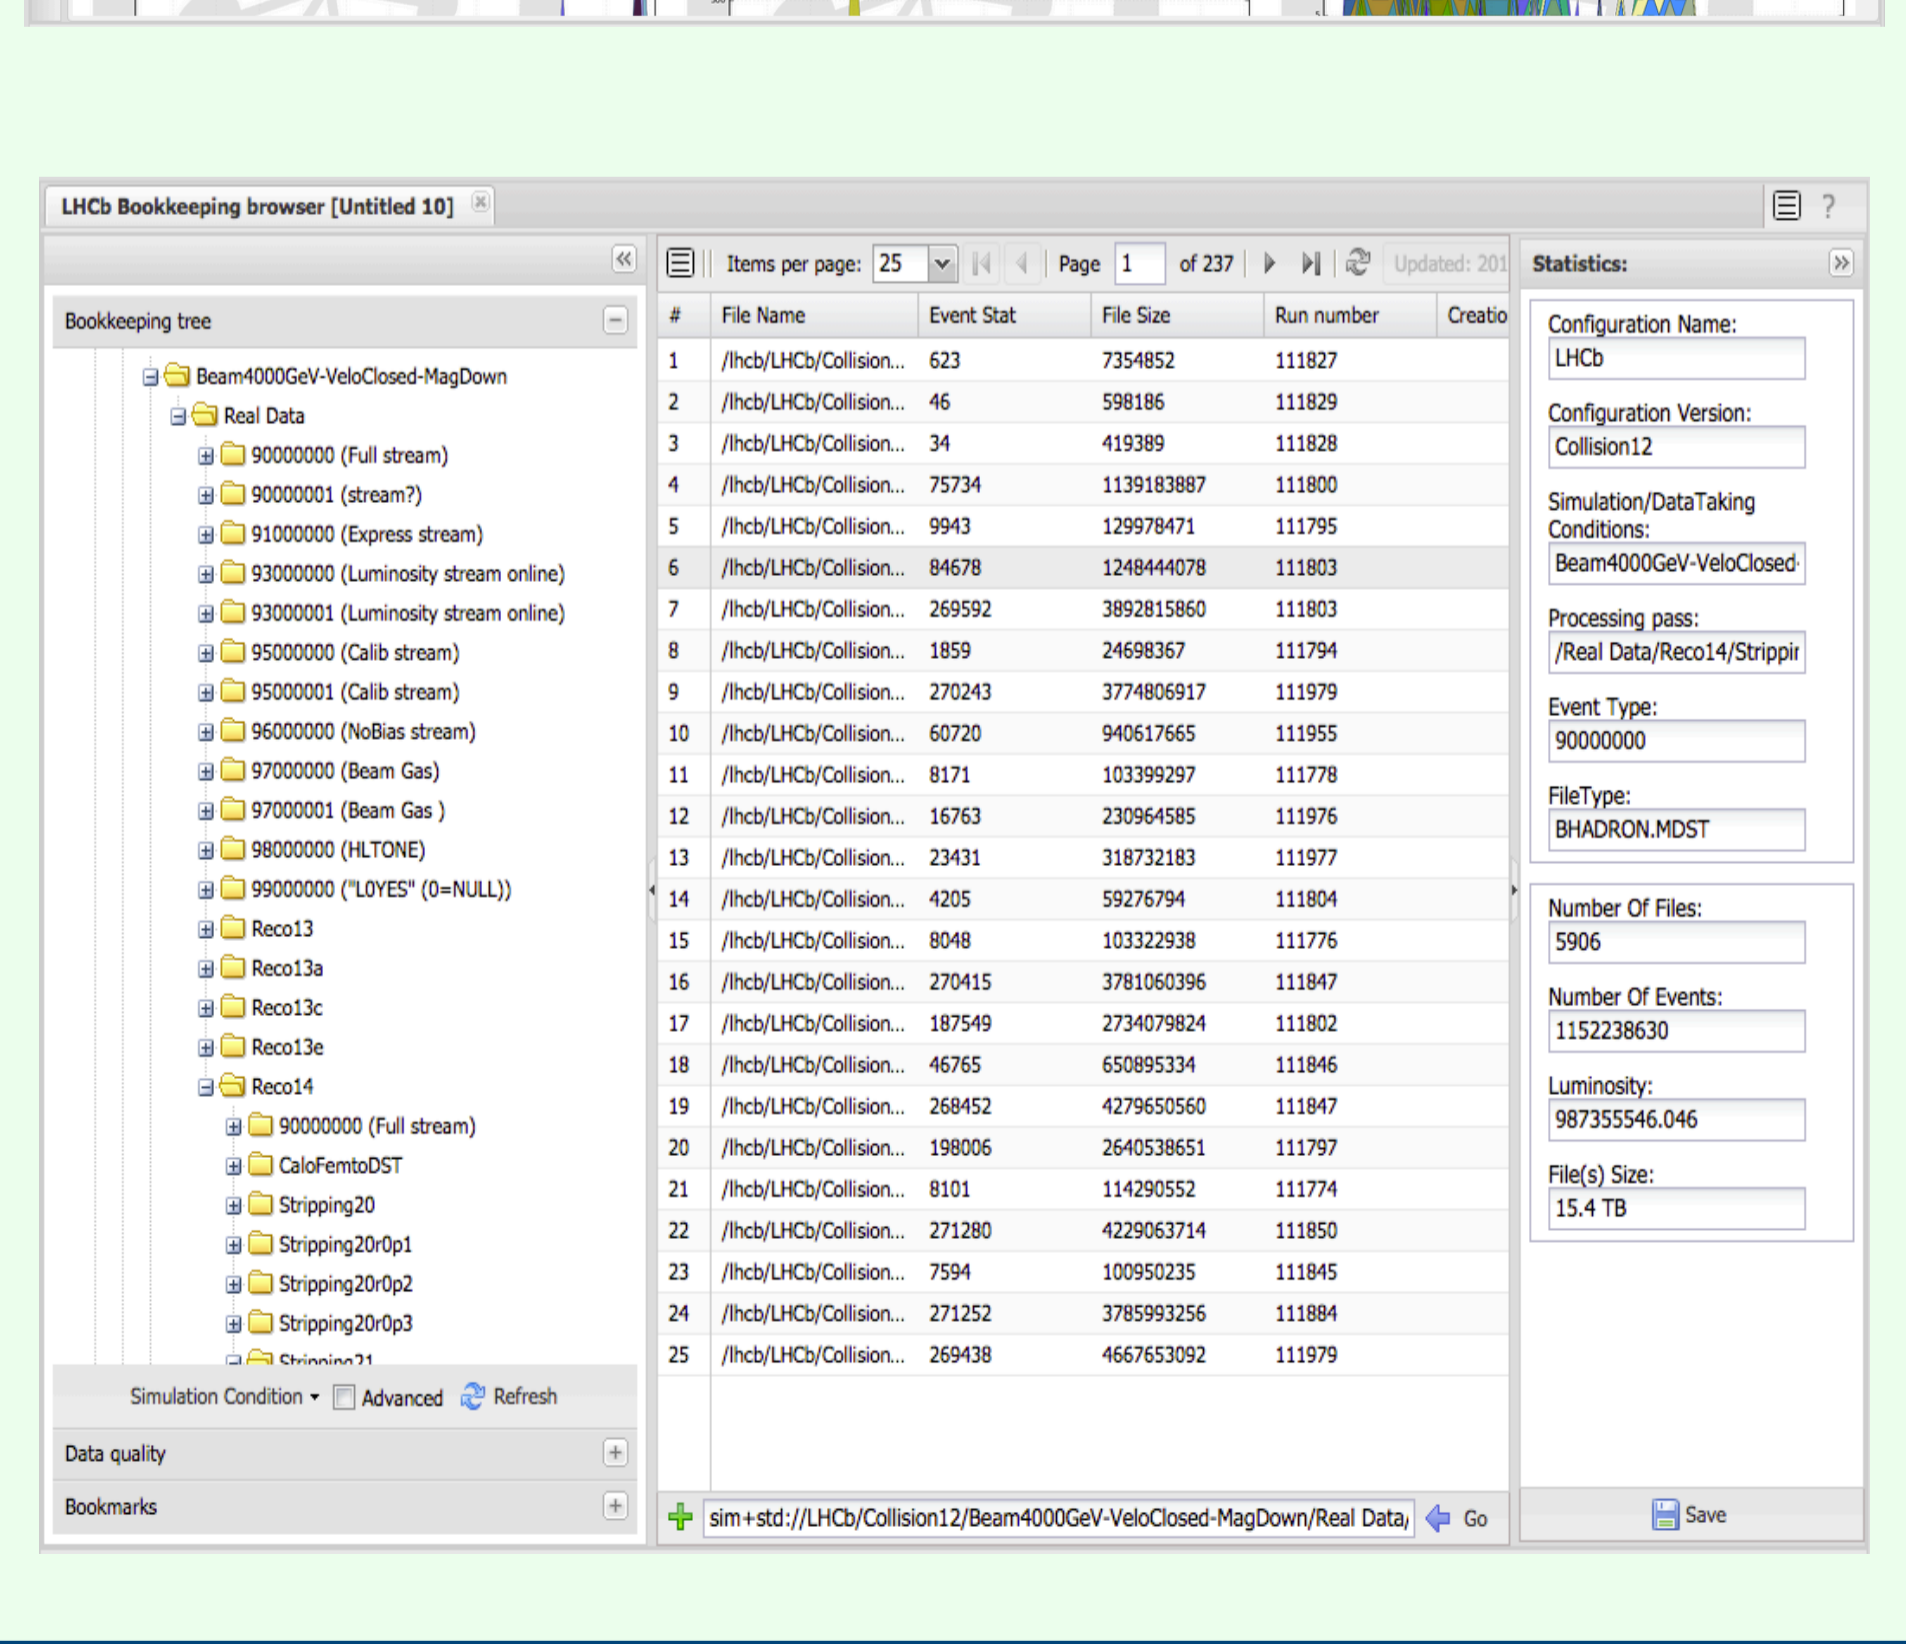 LHCb Bookkeeping browser [Untitled 10]
?
Bookkeeping tree
Beam4000GeV-VeloClosed-MagDown
Real Data
90000000 (Full stream)
90000001 (stream?)
91000000 (Express stream)
93000000 (Luminosity stream online)
93000001 (Luminosity stream online)
95000000 (Calib stream)
95000001 (Calib stream)
96000000 (NoBias stream)
97000000 (Beam Gas)
97000001 (Beam Gas )
98000000 (HLTONE)
99000000 ("L0YES" (0=NULL))
Reco13
Reco13a
Reco13c
Reco13e
Reco14
90000000 (Full stream)
CaloFemtoDST
Stripping20
Stripping20r0p1
Stripping20r0p2
Stripping20r0p3
Stripping21
Simulation Condition Advanced Refresh
Data quality
Bookmarks
Items per page: 25 Page 1 of 237 Updated: 201
# File Name Event Stat File Size Run number Creatio
1 /lhcb/LHCb/Collision... 623 7354852 111827
2 /lhcb/LHCb/Collision... 46 598186 111829
3 /lhcb/LHCb/Collision... 34 419389 111828
4 /lhcb/LHCb/Collision... 75734 1139183887 111800
5 /lhcb/LHCb/Collision... 9943 129978471 111795
6 /lhcb/LHCb/Collision... 84678 1248444078 111803
7 /lhcb/LHCb/Collision... 269592 3892815860 111803
8 /lhcb/LHCb/Collision... 1859 24698367 111794
9 /lhcb/LHCb/Collision... 270243 3774806917 111979
10 /lhcb/LHCb/Collision... 60720 940617665 111955
11 /lhcb/LHCb/Collision... 8171 103399297 111778
12 /lhcb/LHCb/Collision... 16763 230964585 111976
13 /lhcb/LHCb/Collision... 23431 318732183 111977
14 /lhcb/LHCb/Collision... 4205 59276794 111804
15 /lhcb/LHCb/Collision... 8048 103322938 111776
16 /lhcb/LHCb/Collision... 270415 3781060396 111847
17 /lhcb/LHCb/Collision... 187549 2734079824 111802
18 /lhcb/LHCb/Collision... 46765 650895334 111846
19 /lhcb/LHCb/Collision... 268452 4279650560 111847
20 /lhcb/LHCb/Collision... 198006 2640538651 111797
21 /lhcb/LHCb/Collision... 8101 114290552 111774
22 /lhcb/LHCb/Collision... 271280 4229063714 111850
23 /lhcb/LHCb/Collision... 7594 100950235 111845
24 /lhcb/LHCb/Collision... 271252 3785993256 111884
25 /lhcb/LHCb/Collision... 269438 4667653092 111979
sim+std://LHCb/Collision12/Beam4000GeV-VeloClosed-MagDown/Real Data/ Go
Statistics:
Configuration Name:
LHCb
Configuration Version:
Collision12
Simulation/DataTaking
Conditions:
Beam4000GeV-VeloClosed-
Processing pass:
/Real Data/Reco14/Strippin
Event Type:
90000000
FileType:
BHADRON.MDST
Number Of Files:
5906
Number Of Events:
1152238630
Luminosity:
987355546.046
File(s) Size:
15.4 TB
Save